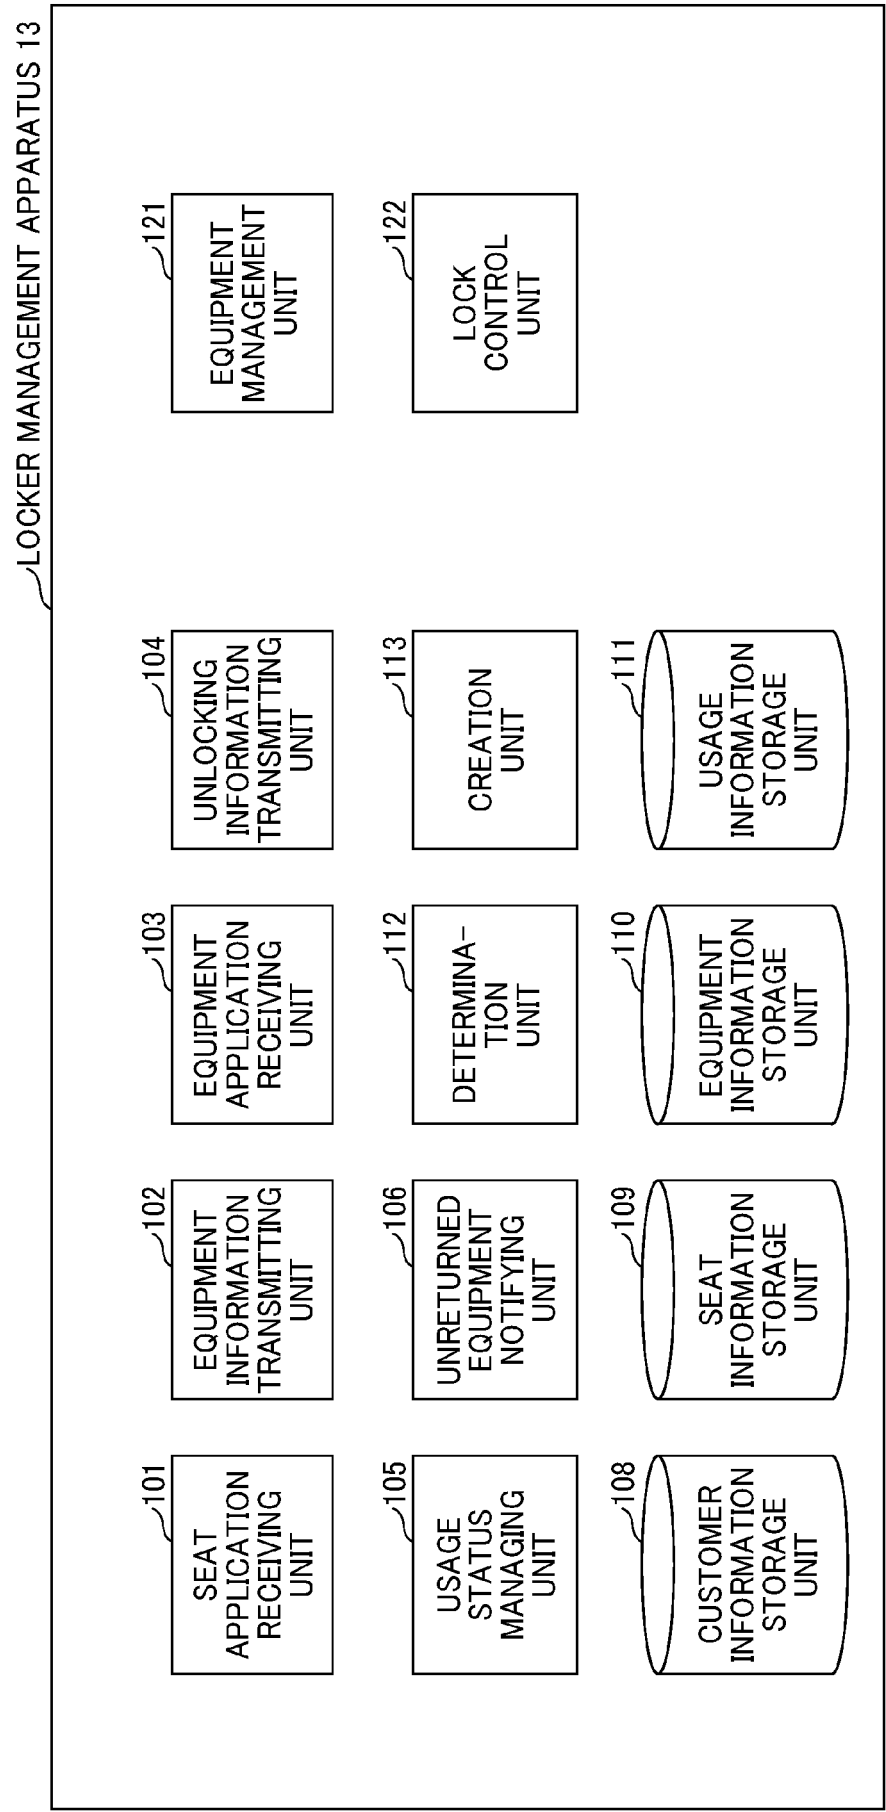 LOCKER MANAGEMENT APPARATUS 13
101
SEAT
APPLICATION
RECEIVING
UNIT
102
EQUIPMENT
INFORMATION
TRANSMITTING
UNIT
103
EQUIPMENT
APPLICATION
RECEIVING
UNIT
104
UNLOCKING
INFORMATION
TRANSMITTING
UNIT
121
EQUIPMENT
MANAGEMENT
UNIT
105
USAGE
STATUS
MANAGING
UNIT
106
UNRETURNED
EQUIPMENT
NOTIFYING
UNIT
112
DETERMINA-
TION
UNIT
113
CREATION
UNIT
122
LOCK
CONTROL
UNIT
108
CUSTOMER
INFORMATION
STORAGE
UNIT
109
SEAT
INFORMATION
STORAGE
UNIT
110
EQUIPMENT
INFORMATION
STORAGE
UNIT
111
USAGE
INFORMATION
STORAGE
UNIT